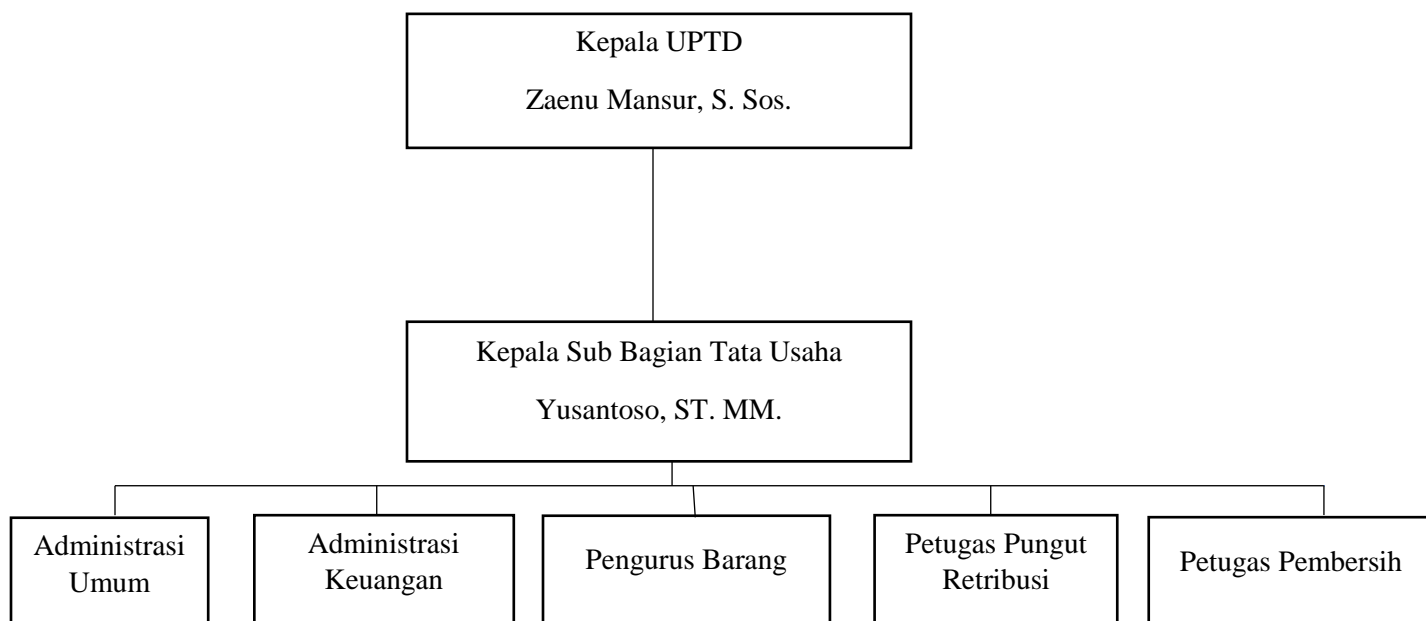 Kepala UPTD
Zaenu Mansur, S. Sos.
Kepala Sub Bagian Tata Usaha
Yusantoso, ST. MM.
Administrasi
Umum
Administrasi
Keuangan
Pengurus Barang
Petugas Pungut
Retribusi
Petugas Pembersih